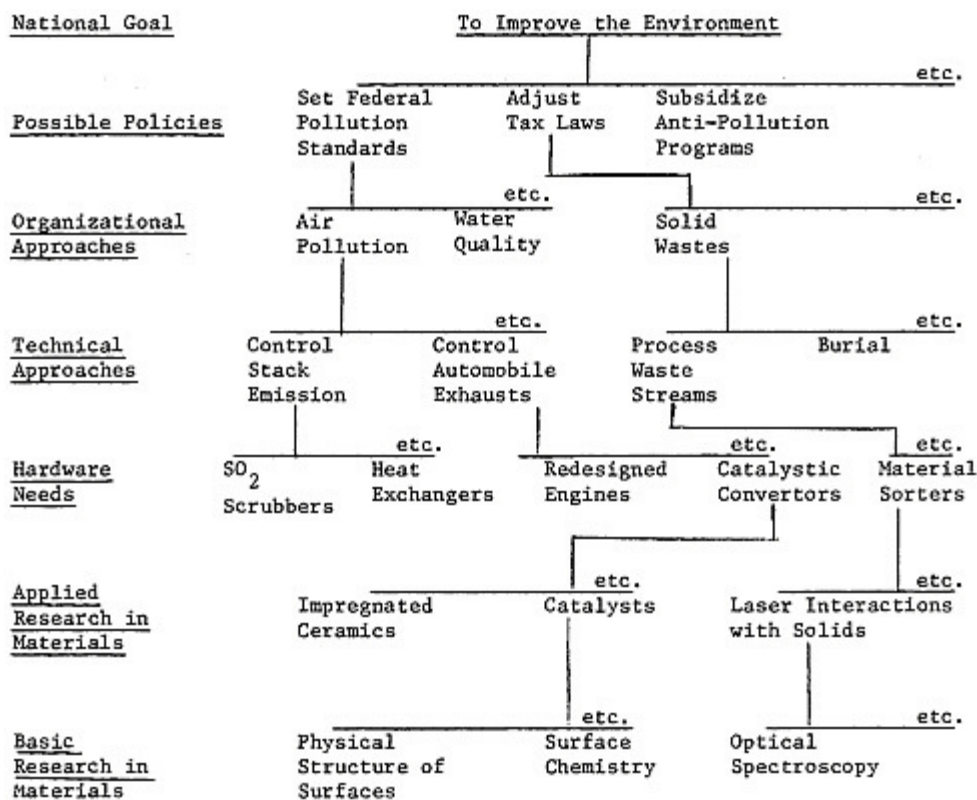 National Goal To Improve the Environment
etc.
Set Federal Adjust Subsidize
Possible Policies Pollution Tax Laws Anti-Pollution
Standards Programs
etc. etc.
Organizational Air Water Solid
Approaches Pollution Quality Wastes
etc. etc.
Technical Control Control Process Burial
Approaches Stack Automobile Waste
Emission Exhausts Streams
etc. etc. etc.
Hardware SO2 Heat Redesigned Catalystic Material
Needs Scrubbers Exchangers Engines Convertors Sorters
etc. etc.
Applied Impregnated Catalysts Laser Interactions
Research in Ceramics with Solids
Materials
etc. etc.
Basic Physical Surface Optical
Research in Structure of Chemistry Spectroscopy
Materials Surfaces